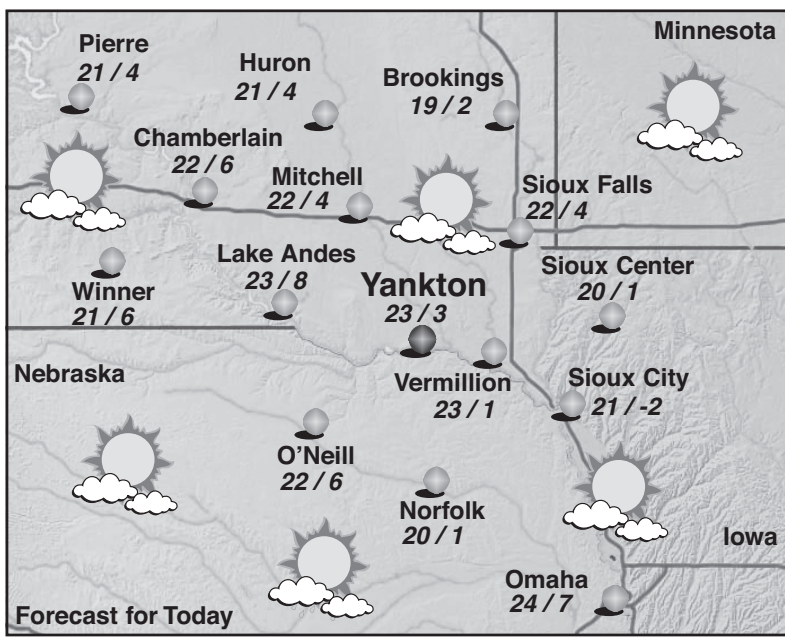 Minnesota
Pierre
21 / 4
Huron
21 / 4
Brookings
19 / 2
Chamberlain
22 / 6
Mitchell
22 / 4
Sioux Falls
22 / 4
Lake Andes
23 / 8
Yankton
23 / 3
Sioux Center
20 / 1
Winner
21 / 6
Nebraska
Vermillion
23 / 1
Sioux City
21 / -2
O'Neill
22 / 6
Norfolk
20 / 1
Iowa
Omaha
24 / 7
Forecast for Today